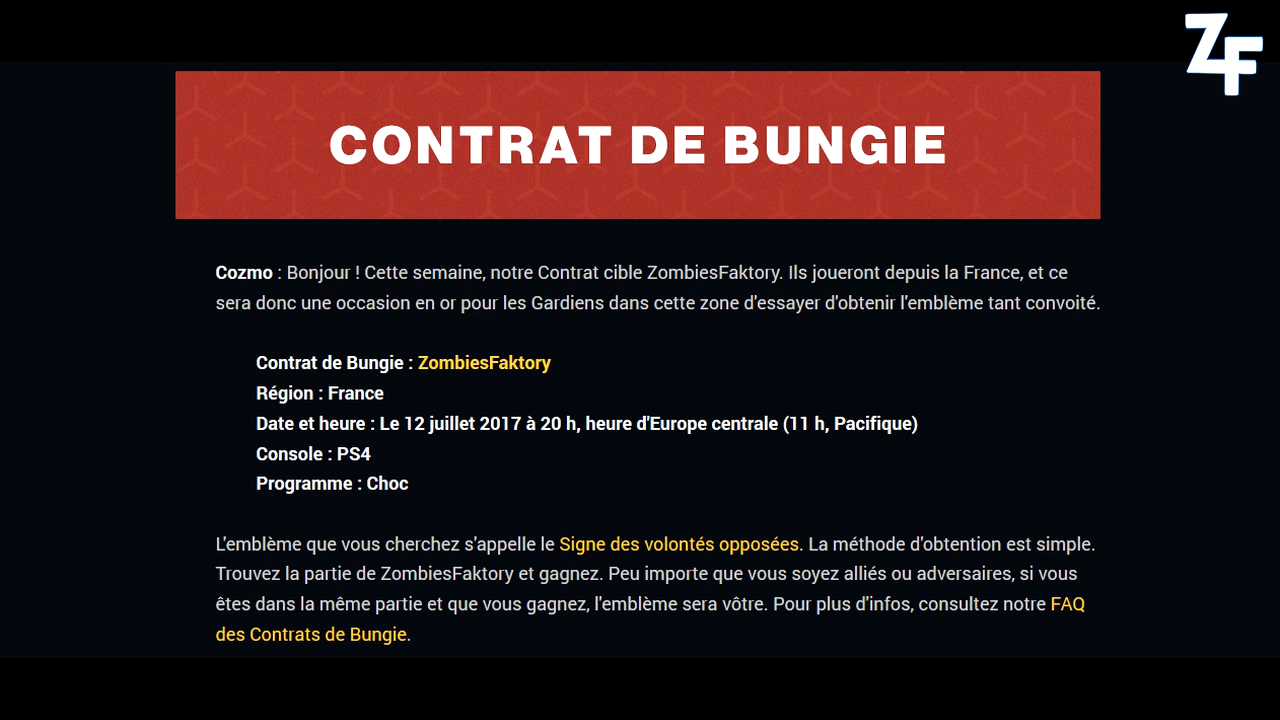 ZF
CONTRAT DE BUNGIE
Cozmo : Bonjour ! Cette semaine, notre Contrat cible ZombiesFaktory. Ils joueront depuis la France, et ce
sera donc une occasion en or pour les Gardiens dans cette zone d'essayer d'obtenir l'emblème tant convoité.
Contrat de Bungie : ZombiesFaktory
Région : France
Date et heure : Le 12 juillet 2017 à 20 h, heure d'Europe centrale (11 h, Pacifique)
Console : PS4
Programme : Choc
L'emblème que vous cherchez s'appelle le Signe des volontés opposées. La méthode d'obtention est simple.
Trouvez la partie de ZombiesFaktory et gagnez. Peu importe que vous soyez alliés ou adversaires, si vous
êtes dans la même partie et que vous gagnez, l'emblème sera vôtre. Pour plus d'infos, consultez notre FAQ
des Contrats de Bungie.